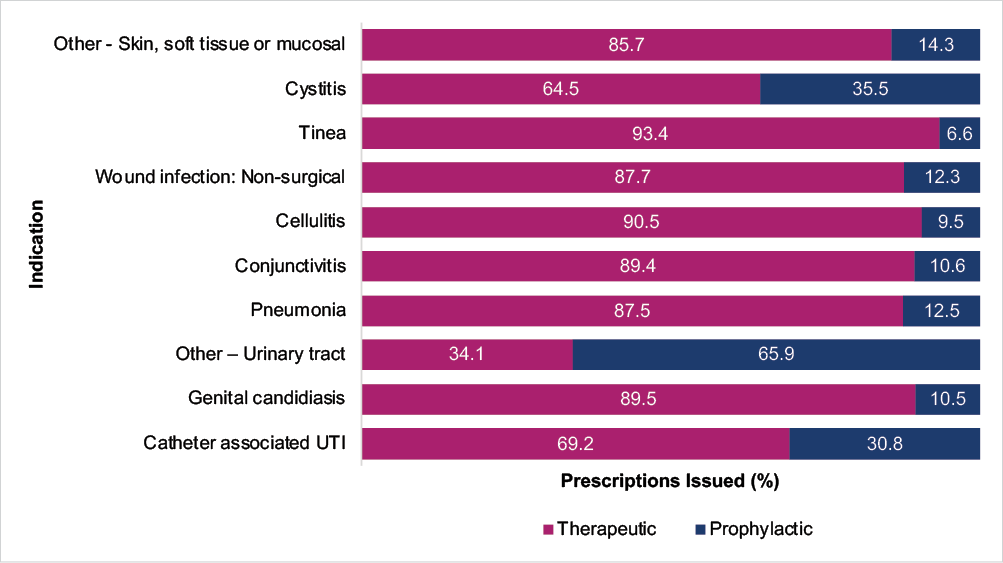 Indication
Other - Skin, soft tissue or mucosal 85.7 14.3
Cystitis 64.5 35.5
Tinea 93.4 6.6
Wound infection: Non-surgical 87.7 12.3
Cellulitis 90.5 9.5
Conjunctivitis 89.4 10.6
Pneumonia 87.5 12.5
Other – Urinary tract 34.1 65.9
Genital candidiasis 89.5 10.5
Catheter associated UTI 69.2 30.8
Prescriptions Issued (%)
Therapeutic Prophylactic